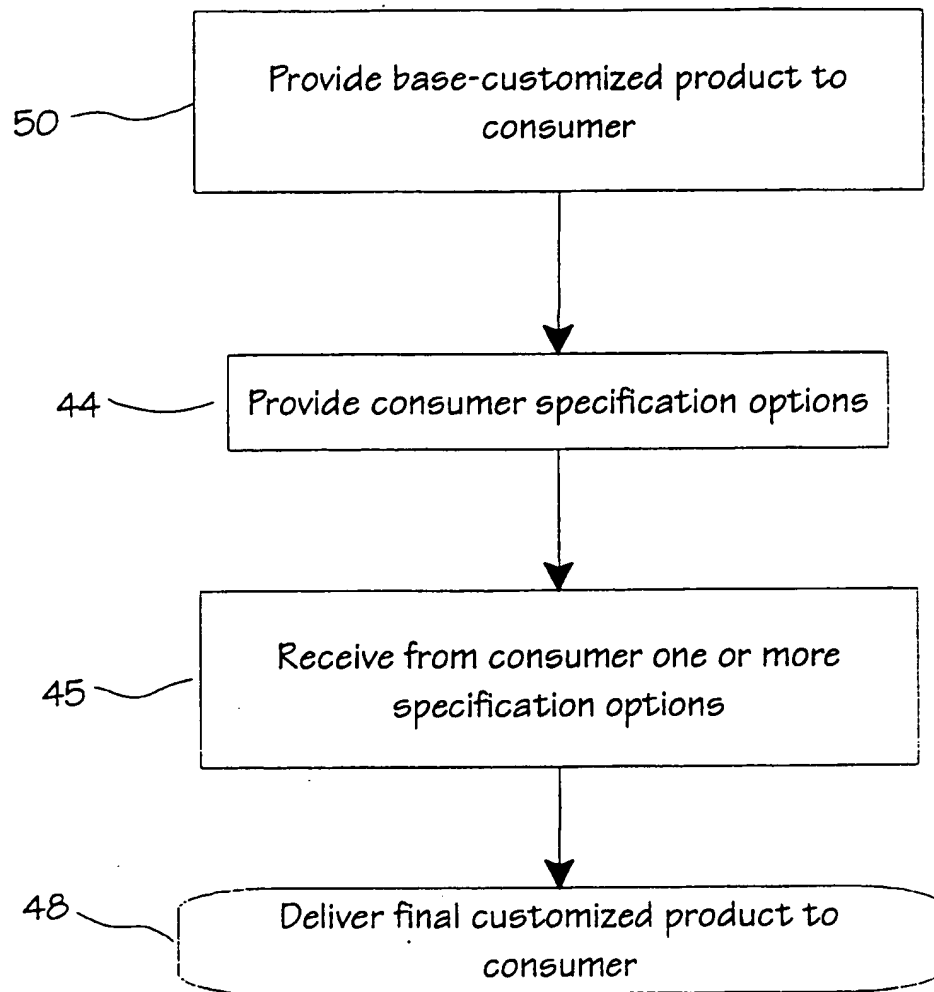 Provide base-customized product to
consumer
50
Provide consumer specification options
44
Receive from consumer one or more
specification options
45
Deliver final customized product to
consumer
48